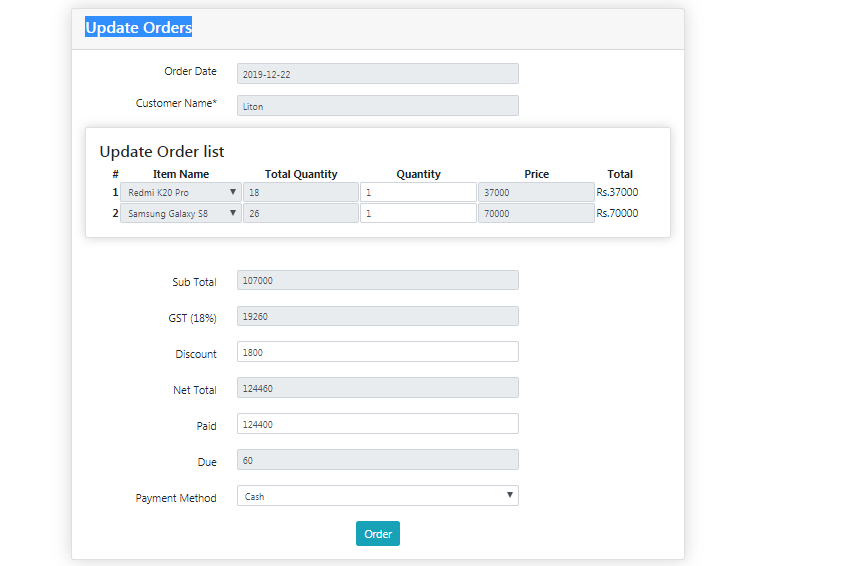 Update Orders
Order Date 2019-12-22
Customer Name* Liton
Update Order list
# Item Name Total Quantity Quantity Price Total
1 Redmi K20 Pro 18 1 37000 Rs.37000
2 Samsung Galaxy S8 26 1 70000 Rs.70000
Sub Total 107000
GST (18%) 19260
Discount 1800
Net Total 124460
Paid 124400
Due 60
Payment Method Cash
Order